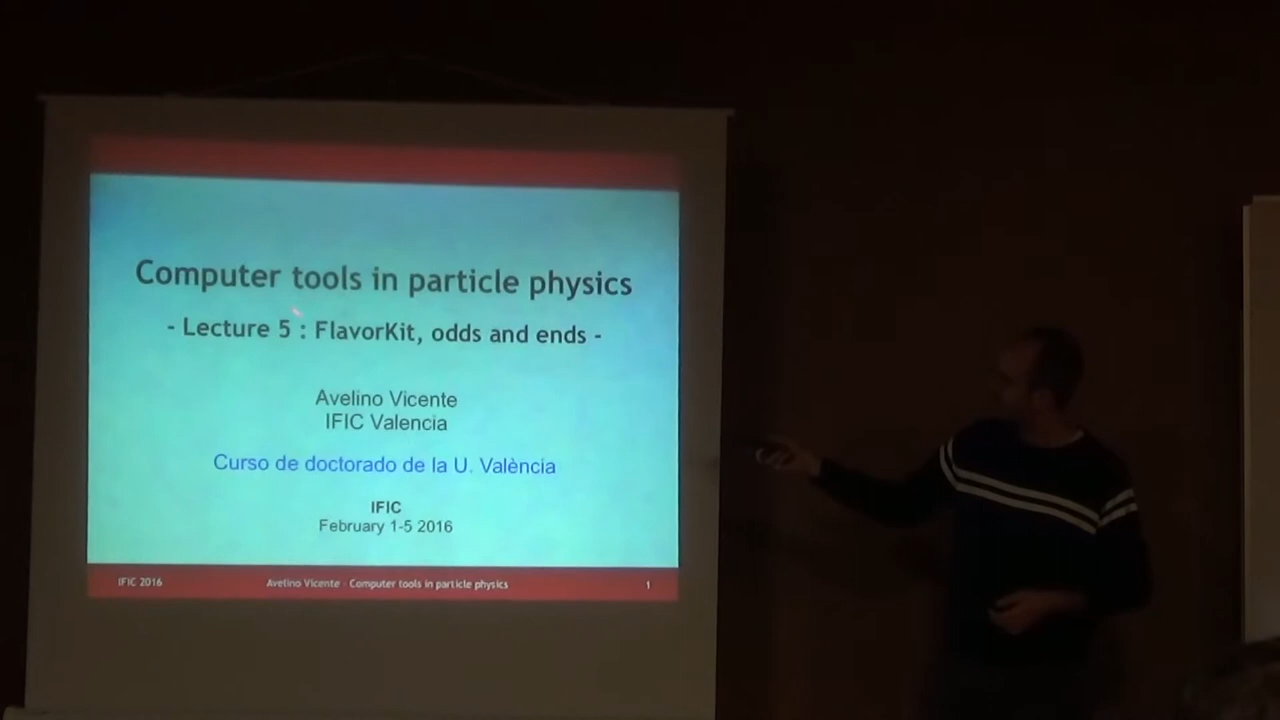 Computer tools in particle physics
- Lecture 5 : FlavorKit, odds and ends -
Avelino Vicente
IFIC Valencia
Curso de doctorado de la U. València
IFIC
February 1-5 2016
IFIC 2016
Avelino Vicente - Computer tools in particle physics
1